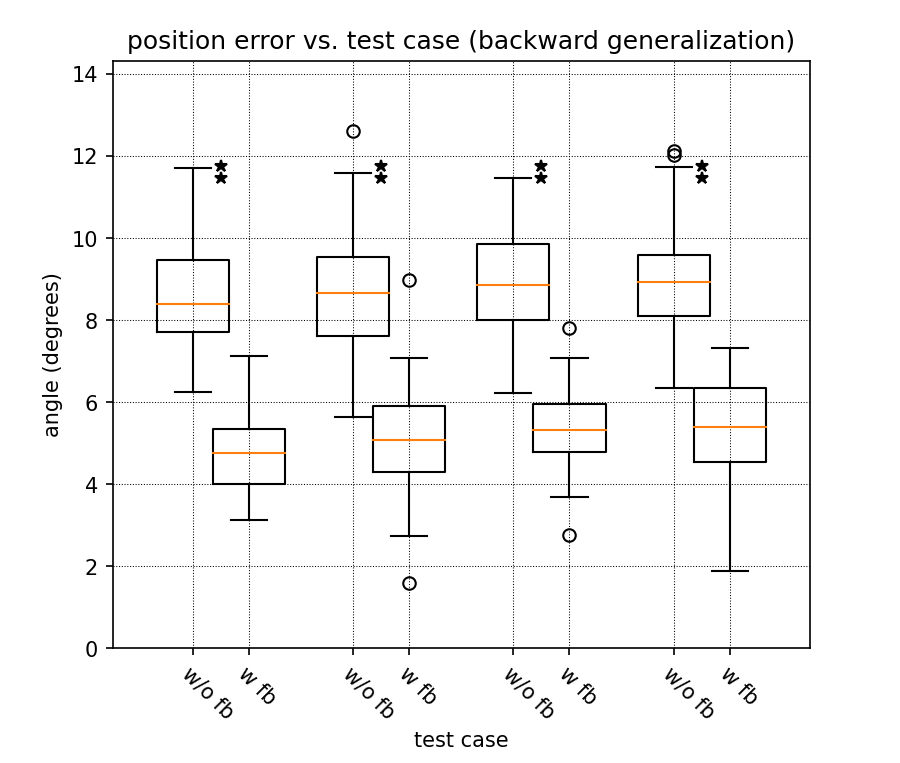 position error vs. test case (backward generalization)
14
12
10
8
6
4
2
0
angle (degrees)
w/o fb w fb w/o fb w fb w/o fb w fb w/o fb w fb
test case